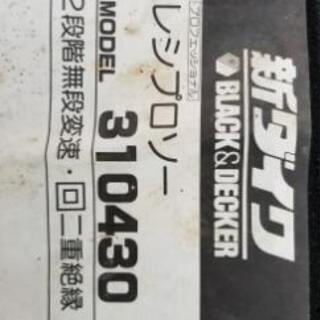 新ダイワ
BLACK&DECKER
プロフェッショナル
レシプロソー
MODEL 310430
2段階無段変速・回二重絶縁